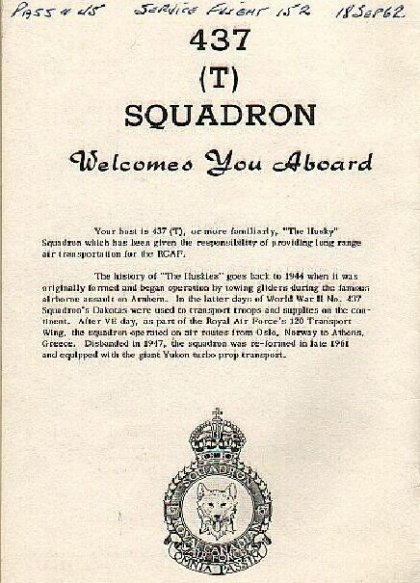 PASS # 45 SERVICE FLIGHT 152 18 SEP 62
437
(T)
SQUADRON
Welcomes You Aboard
Your host is 437 (T), or more familiarly, "The Husky"
Squadron which has been given the responsibility of providing long range
air transportation for the RCAF.
The history of "The Huskies" goes back to 1944 when it was
originally formed and began operation by towing gliders during the famous
airborne assault on Arnhem. In the latter days of World War II No. 437
Squadron's Dakotas were used to transport troops and supplies on the con-
tinent. After VE day, as part of the Royal Air Force's 120 Transport
Wing, the squadron operated on air routes from Oslo, Norway to Athens,
Greece. Disbanded in 1947, the squadron was re-formed in late 1961
and equipped with the giant Yukon turbo prop transport.
SQUADRON
ROYAL CANADIAN
AIR FORCE
OMNIA PASSIM